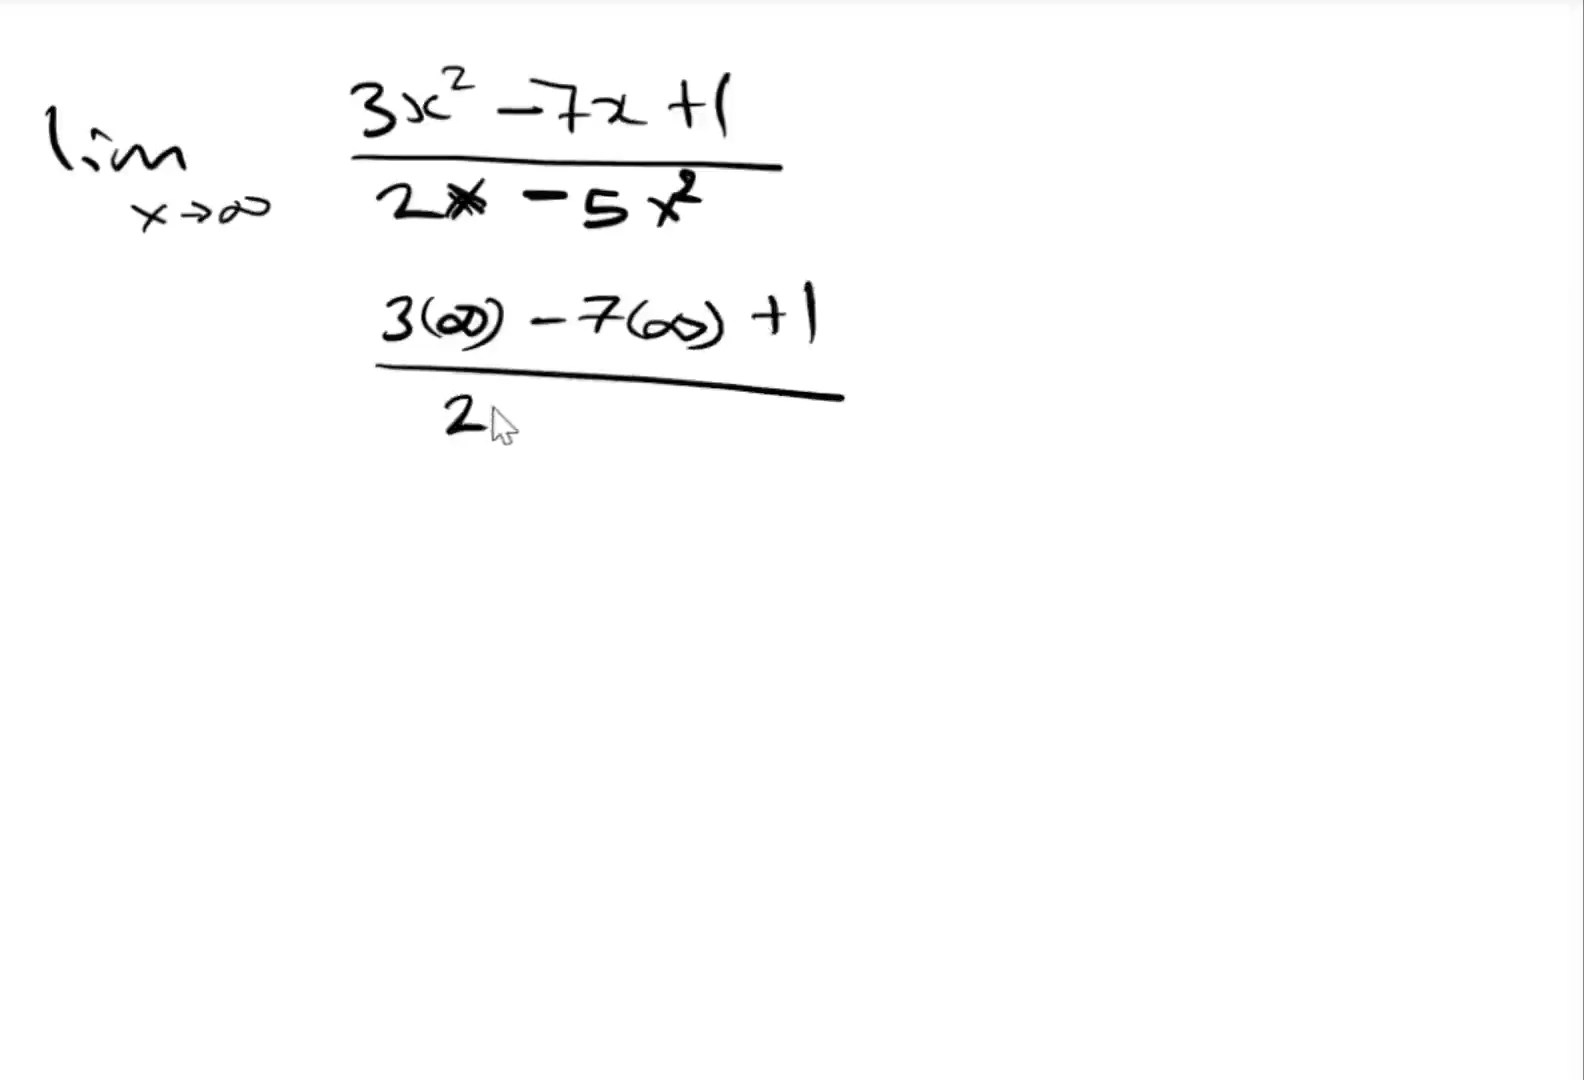 lim x→∞ (3x² - 7x + 1) / (2x - 5x²)
3(∞) - 7(∞) + 1
2